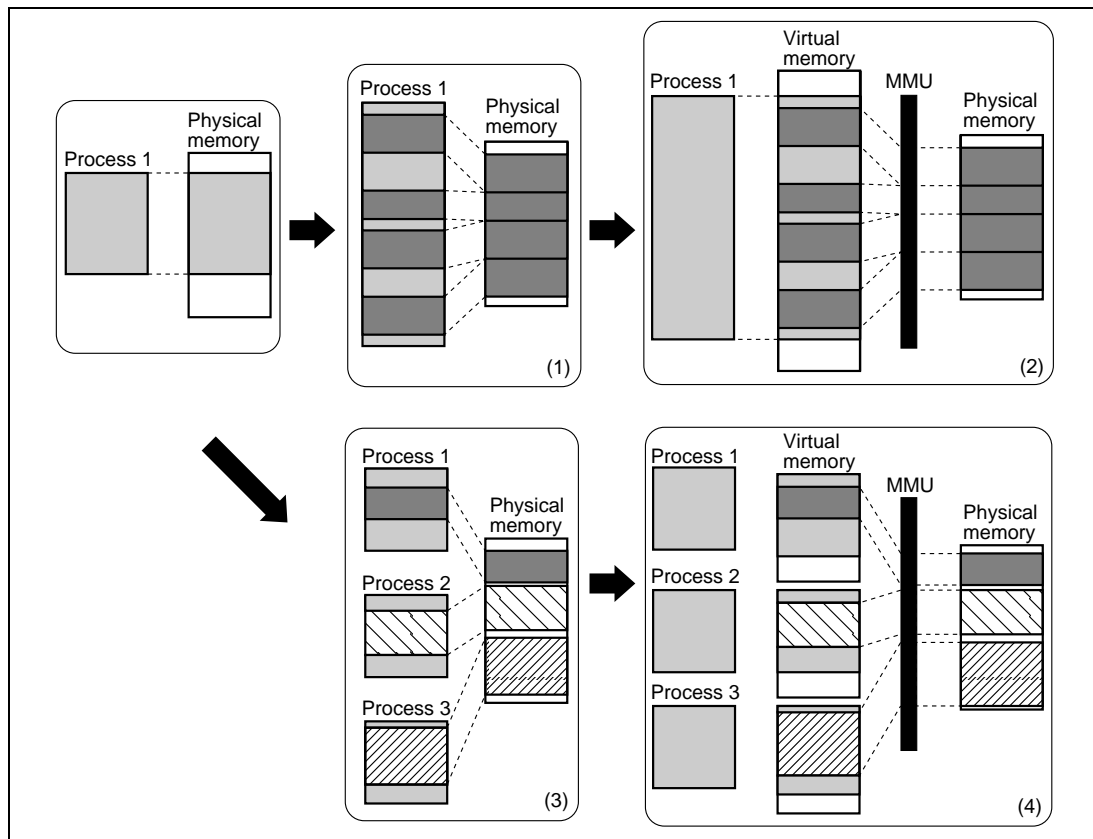 Process 1
Physical
memory
Process 1
Physical
memory
(1)
Process 1
Virtual
memory
MMU
Physical
memory
(2)
Process 1
Process 2
Process 3
Physical
memory
(3)
Process 1
Process 2
Process 3
Virtual
memory
MMU
Physical
memory
(4)